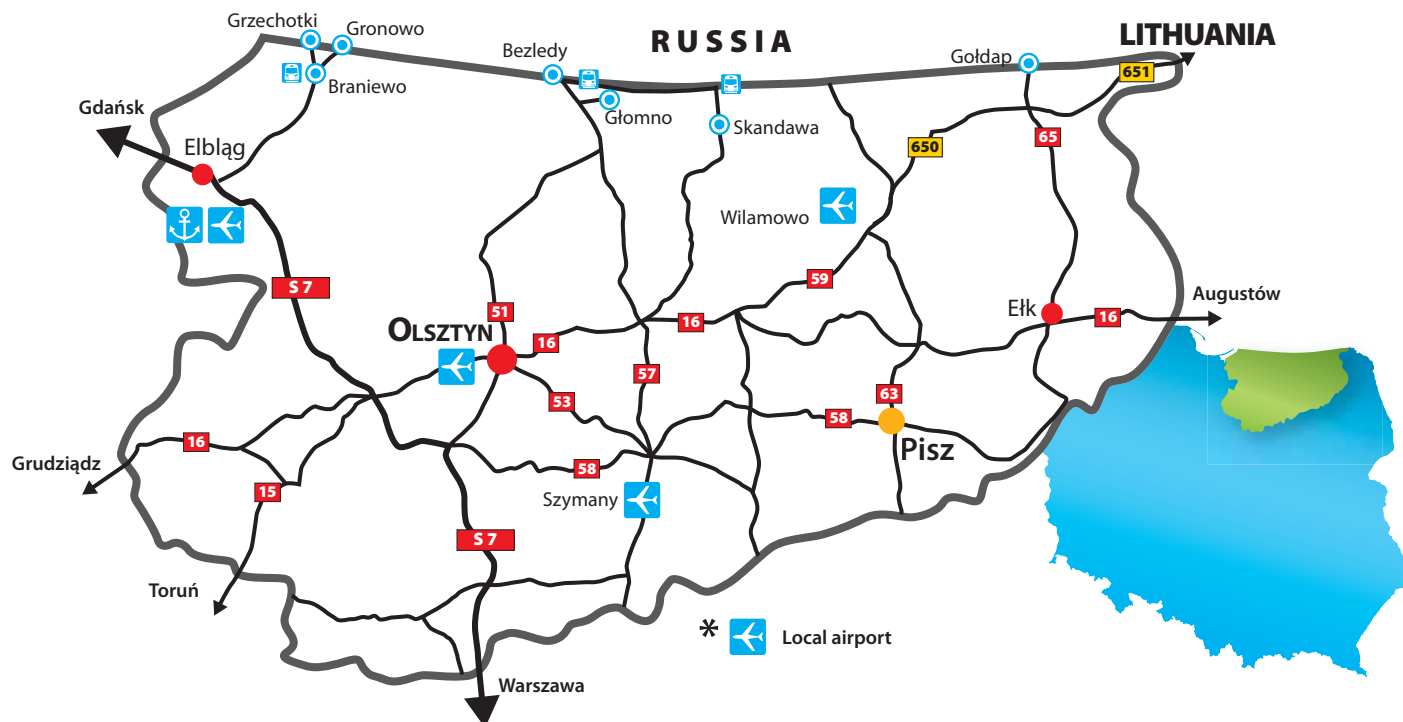 Grzechotki
Gronowo
Bezledy
RUSSIA
Gołdap
LITHUANIA
651
Braniewo
Gdańsk
Głomno
Skandawa
65
650
Elbląg
Wilamowo
S 7
59
Augustów
51
Ełk
16
16
OLSZTYN
16
57
63
53
58
Pisz
16
Grudziądz
58
15
Szymany
S 7
Toruń
* Local airport
Warszawa